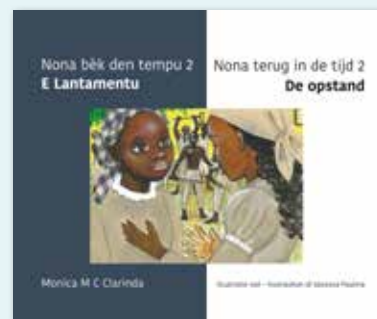 Nona bèk den tempu 2
E Lantamentu
Nona terug in de tijd 2
De opstand
Monica M C Clarinda